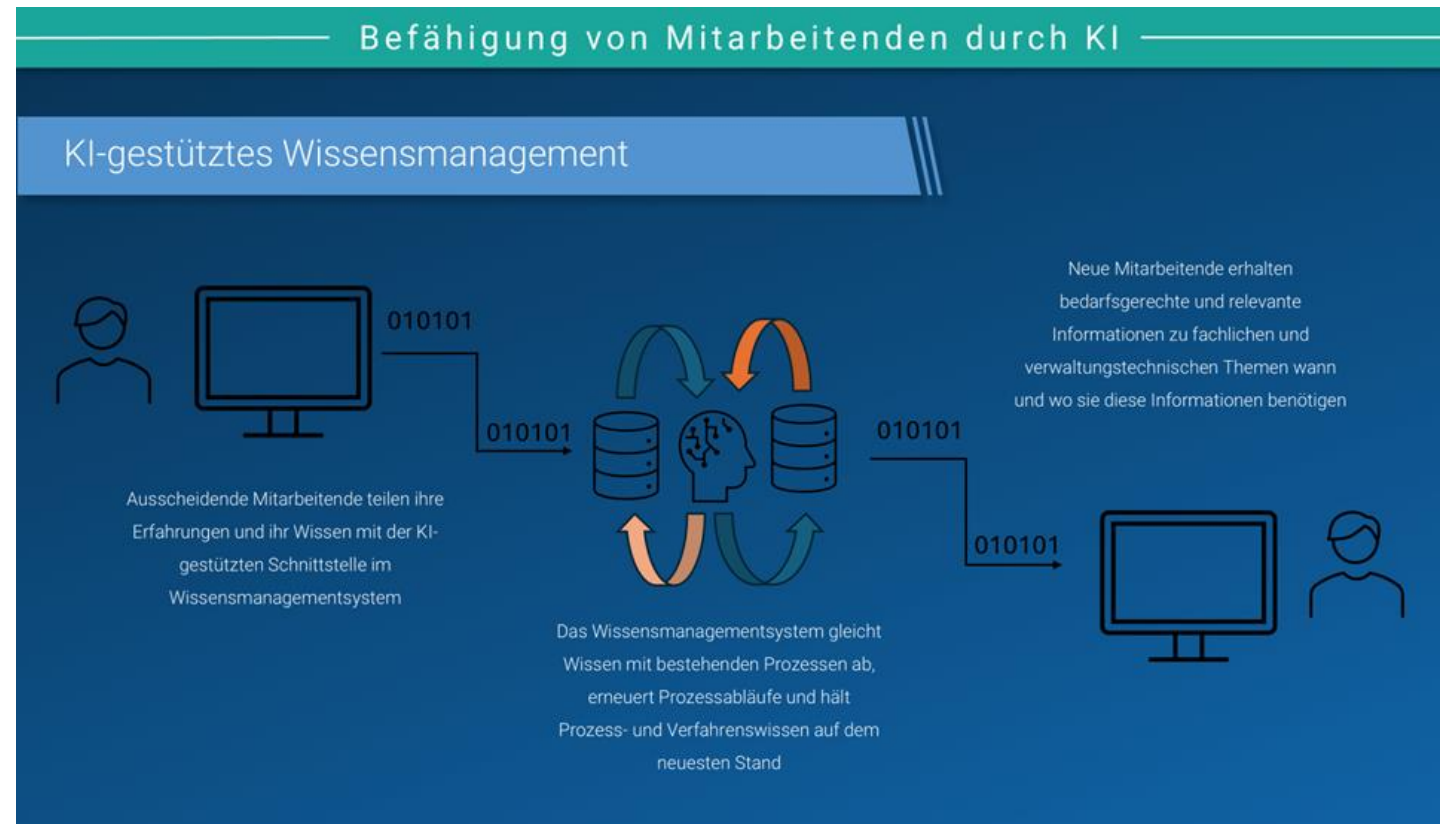 Befähigung von Mitarbeitenden durch KI
KI-gestütztes Wissensmanagement
010101
010101
Ausscheidende Mitarbeitende teilen ihre
Erfahrungen und ihr Wissen mit der KI-
gestützten Schnittstelle im
Wissensmanagementsystem
Das Wissensmanagementsystem gleicht
Wissen mit bestehenden Prozessen ab,
erneuert Prozessabläufe und hält
Prozess- und Verfahrenswissen auf dem
neuesten Stand
010101
010101
Neue Mitarbeitende erhalten
bedarfsgerechte und relevante
Informationen zu fachlichen und
verwaltungstechnischen Themen wann
und wo sie diese Informationen benötigen